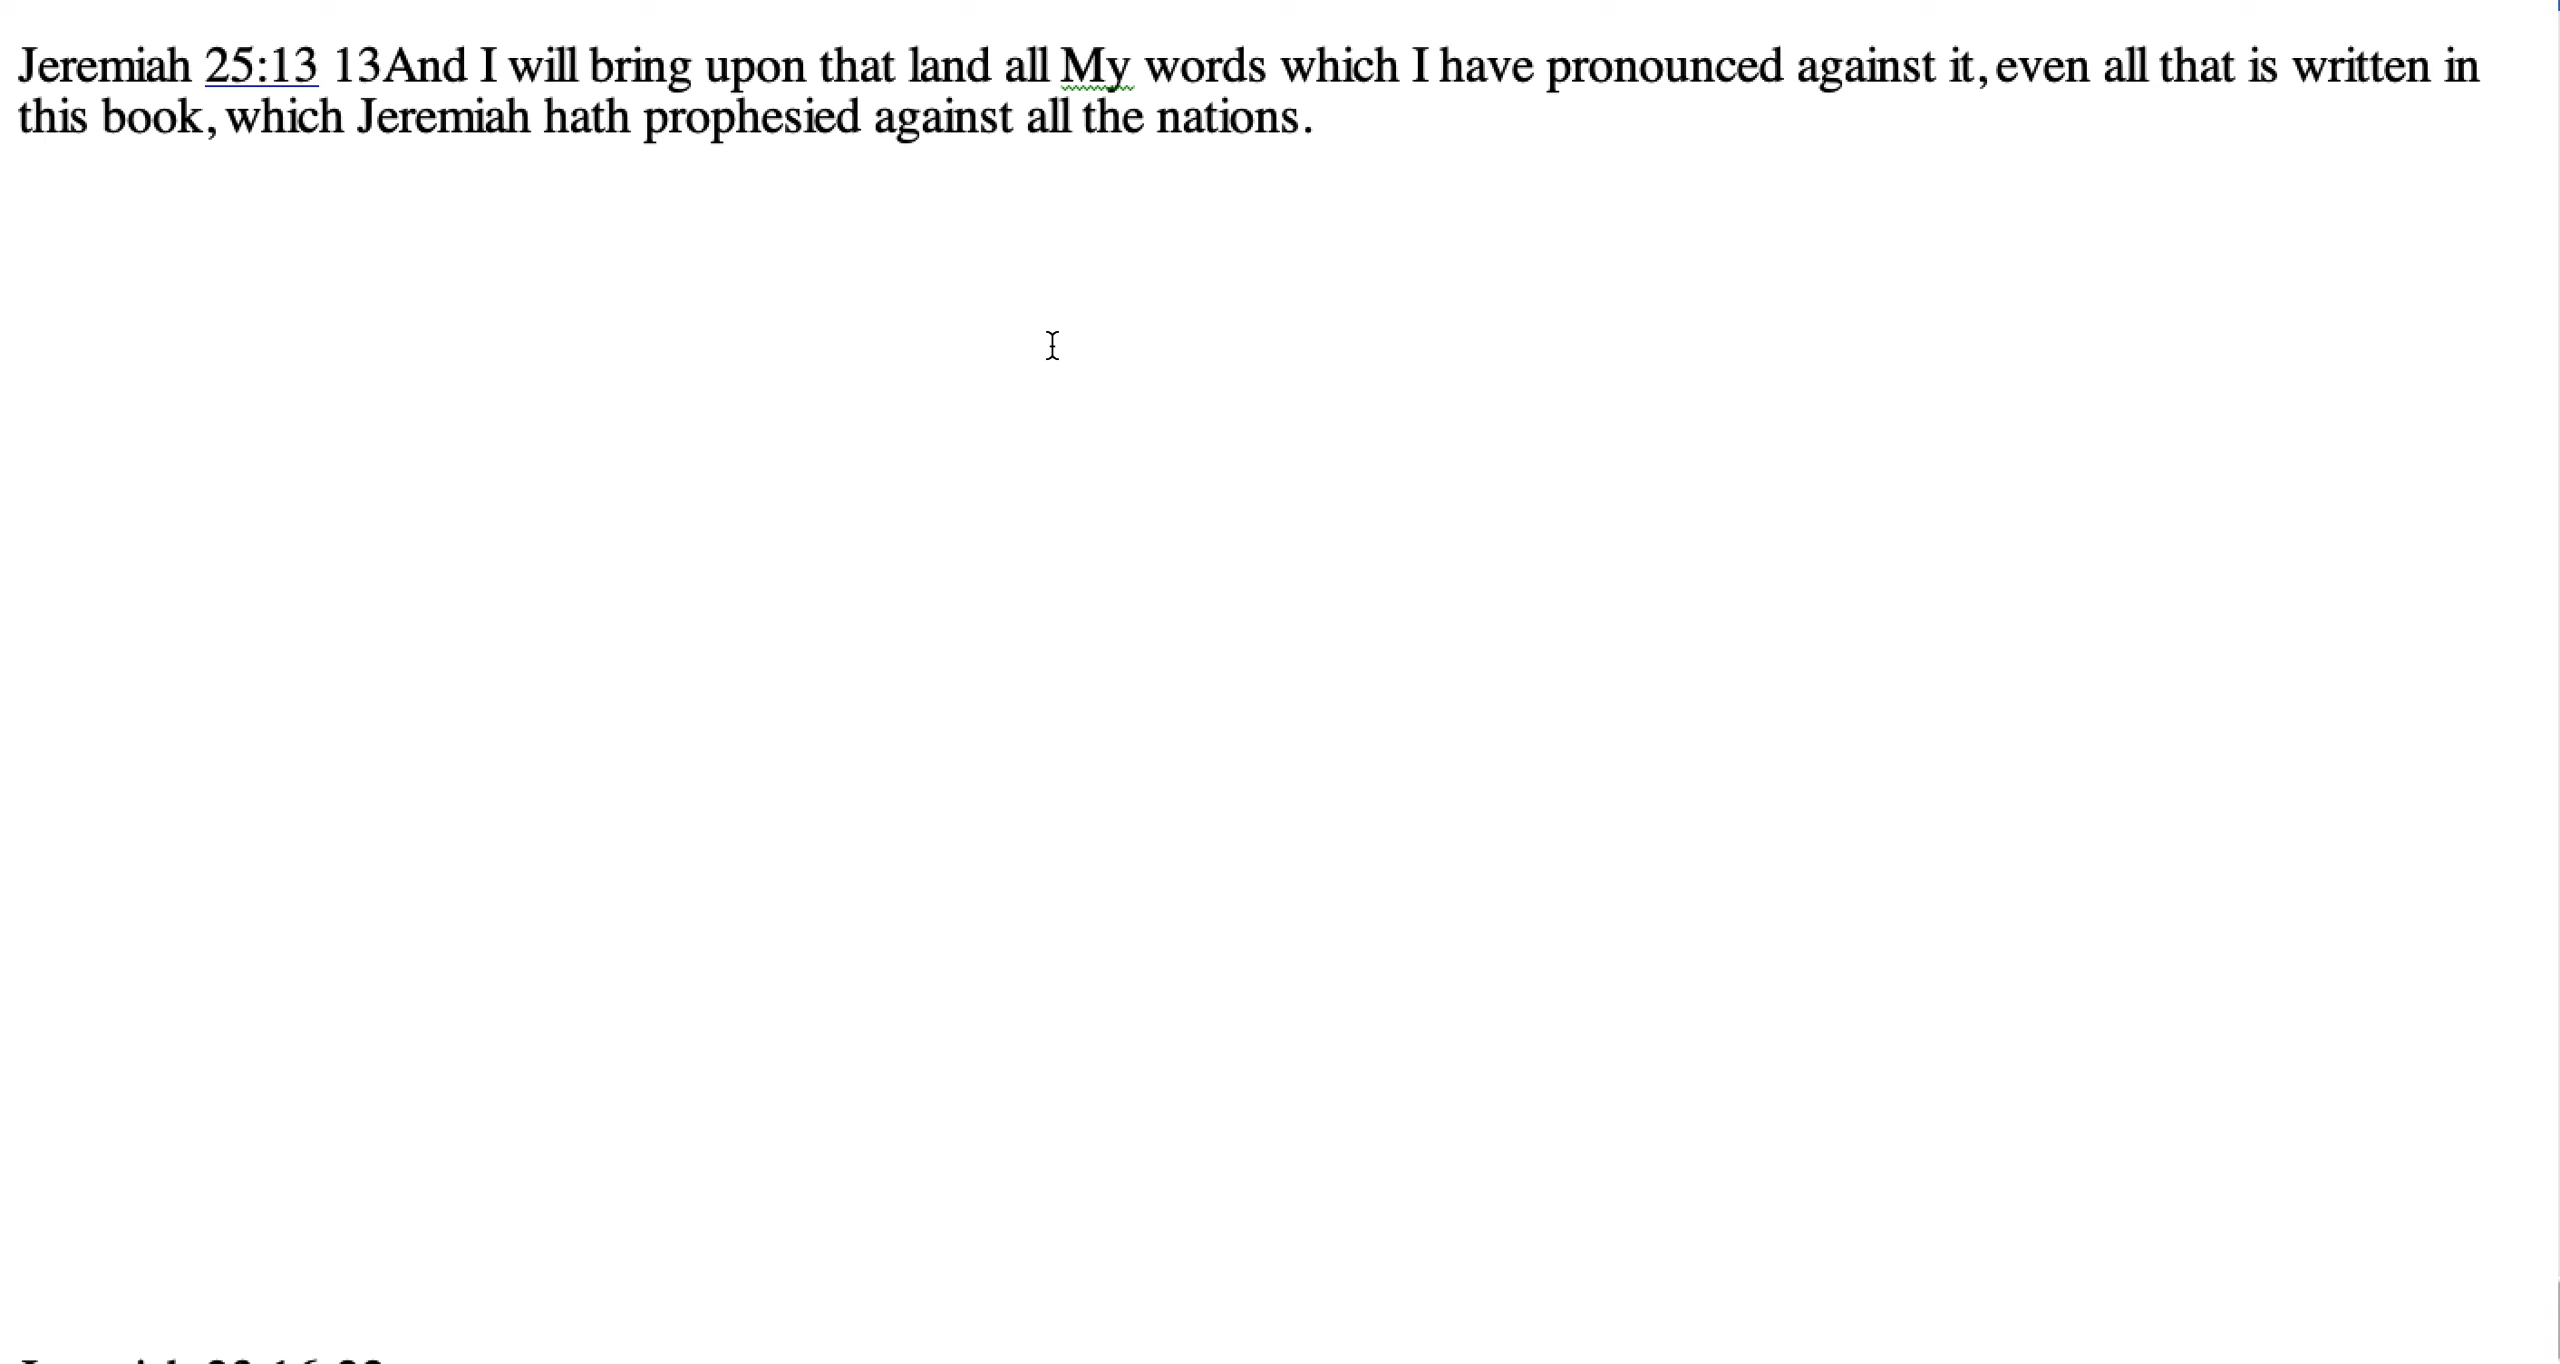 Jeremiah 25:13 13And I will bring upon that land all My words which I have pronounced against it, even all that is written in
this book, which Jeremiah hath prophesied against all the nations.